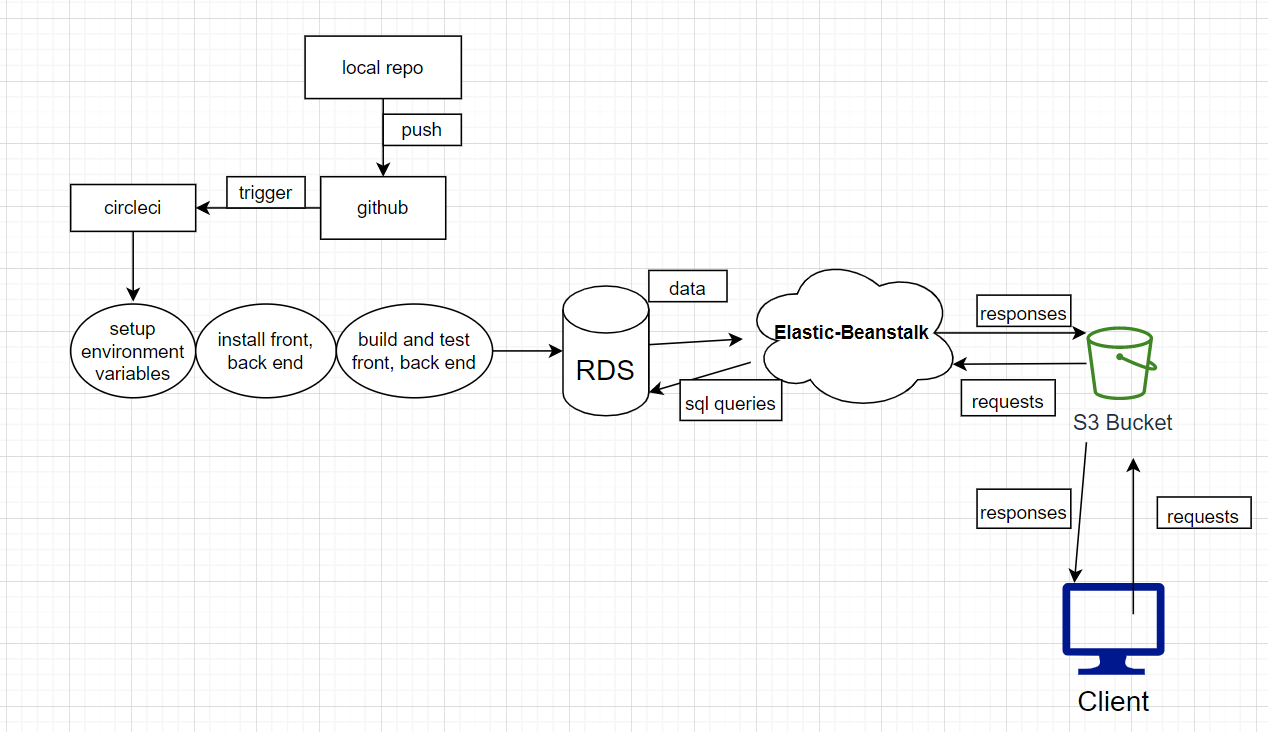 local repo
push
trigger
circleci
github
setup
environment
variables
install front,
back end
build and test
front, back end
RDS
data
sql queries
Elastic-Beanstalk
responses
requests
S3 Bucket
responses
requests
Client